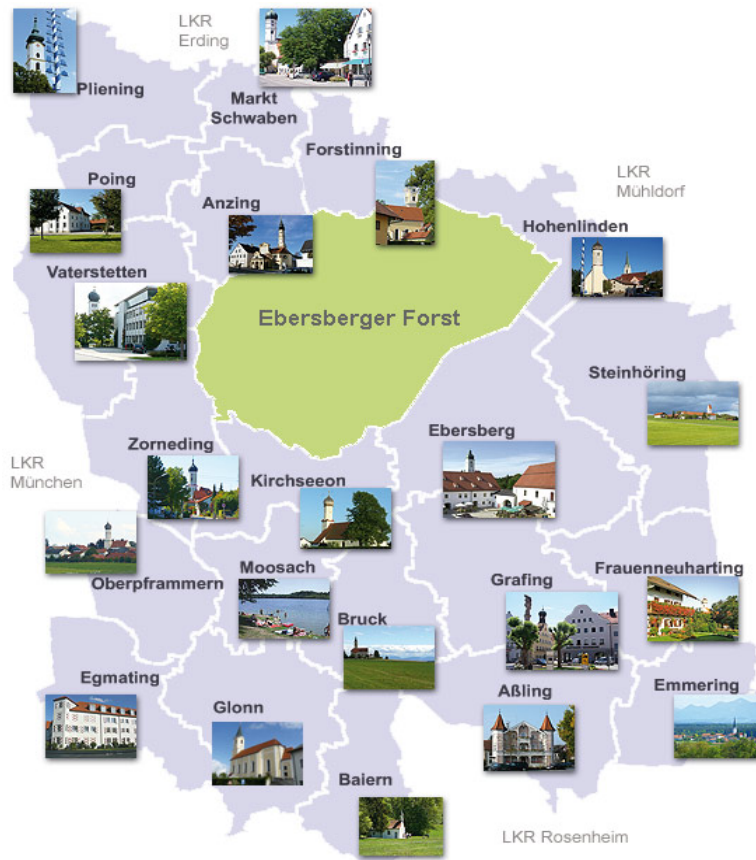 LKR
Erding
Pliening
Markt
Schwaben
Forstinning
LKR
Mühldorf
Poing
Anzing
Hohenlinden
Vaterstetten
Ebersberger Forst
Steinhöring
Zorneding
Ebersberg
LKR
München
Kirchseeon
Oberpframmern
Moosach
Grafing
Frauenneuharting
Bruck
Egmating
Glonn
Aßling
Emmering
Baiern
LKR Rosenheim